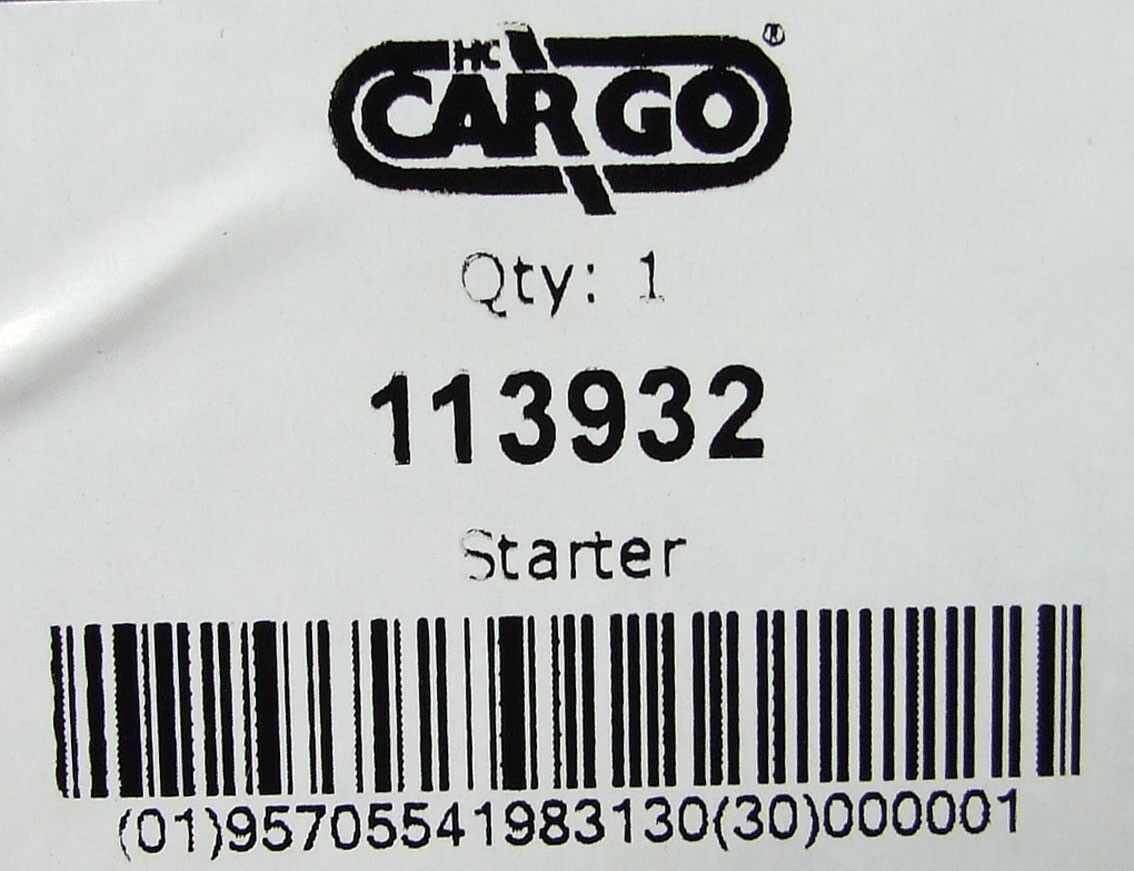 HC
CARGO®
Qty: 1
113932
Starter
(01)95705541983130(30)000001